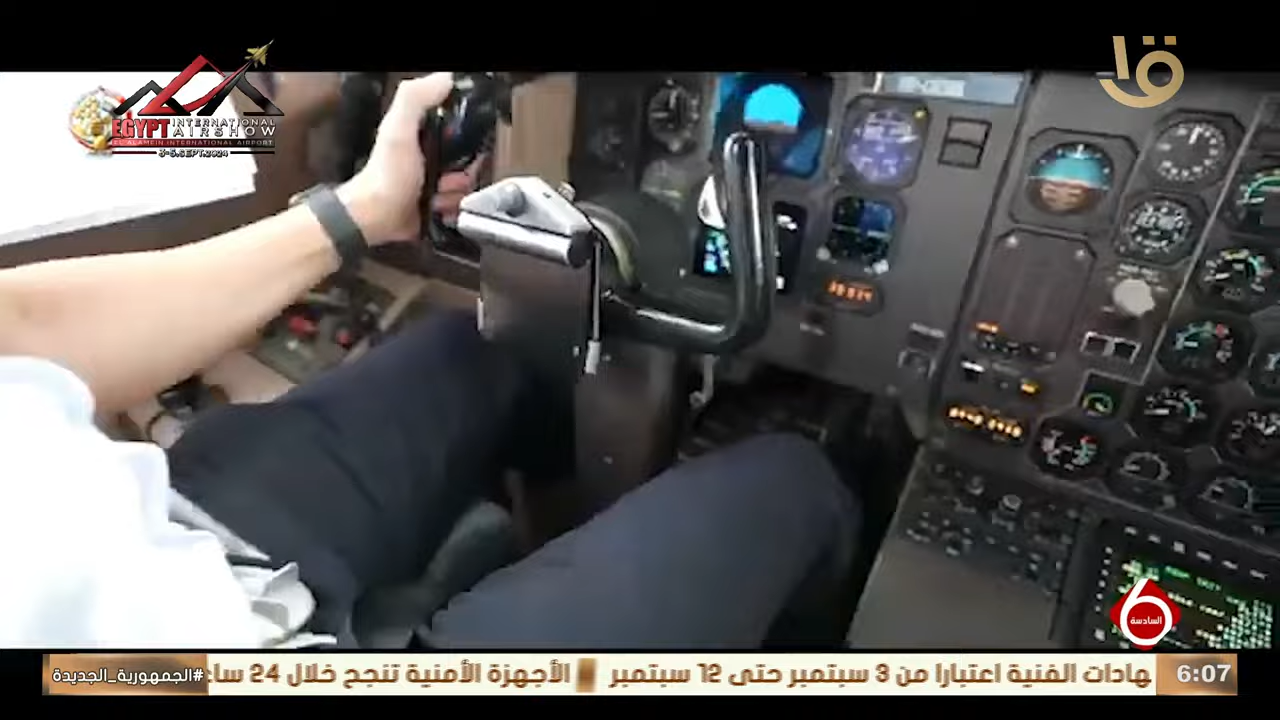 EGYPT INTERNATIONAL AIRSHOW
EL ALAMEIN INTERNATIONAL AIRPORT
3-5.SEPT.2024
6
السادسة
#الجمهورية_الجديدة
هادات الفنية اعتبارا من 3 سبتمبر حتى 12 سبتمبر
الأجهزة الأمنية تنجح خلال 24 سا
6:07